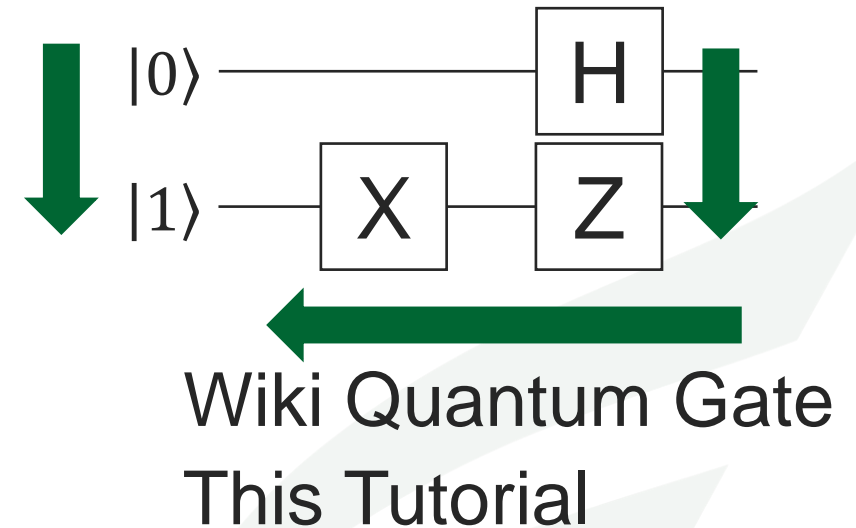 |0⟩ H
|1⟩ X Z
Wiki Quantum Gate
This Tutorial